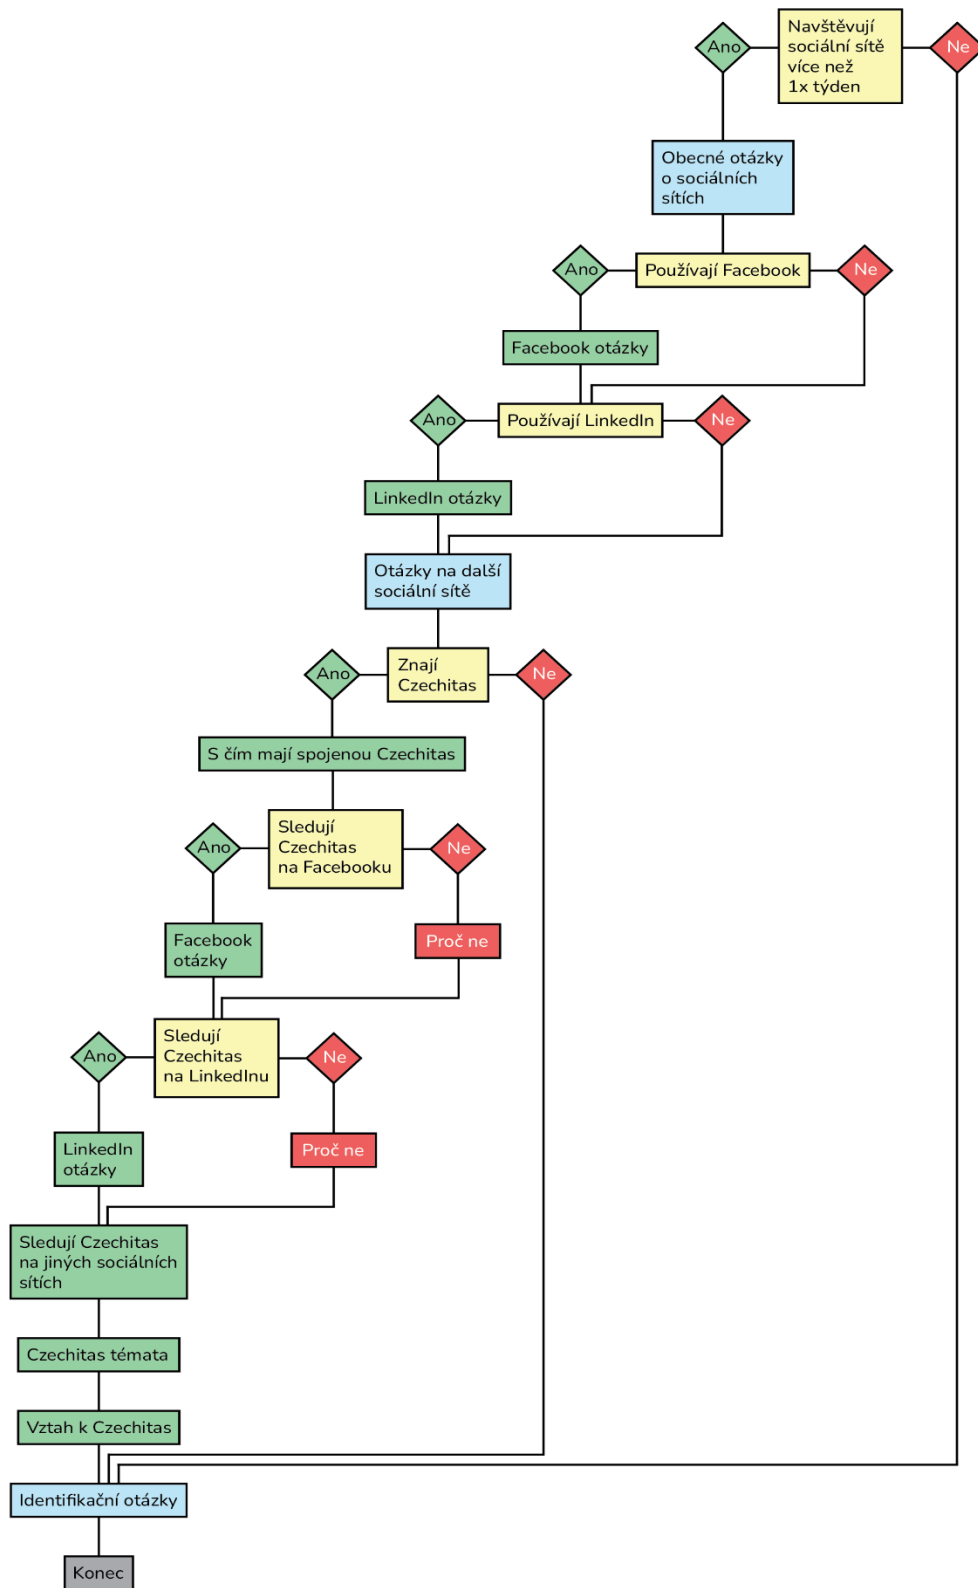 Ano
Navštěvují
sociální sítě
více než
1x týden
Ne
Obecné otázky
o sociálních
sítích
Ano
Používají Facebook
Ne
Facebook otázky
Ano
Používají LinkedIn
Ne
LinkedIn otázky
Otázky na další
sociální sítě
Ano
Znají
Czechitas
Ne
S čím mají spojenou Czechitas
Ano
Sledují
Czechitas
na Facebooku
Ne
Facebook
otázky
Proč ne
Ano
Sledují
Czechitas
na LinkedInu
Ne
LinkedIn
otázky
Proč ne
Sledují Czechitas
na jiných sociálních
sítích
Czechitas témata
Vztah k Czechitas
Identifikační otázky
Konec